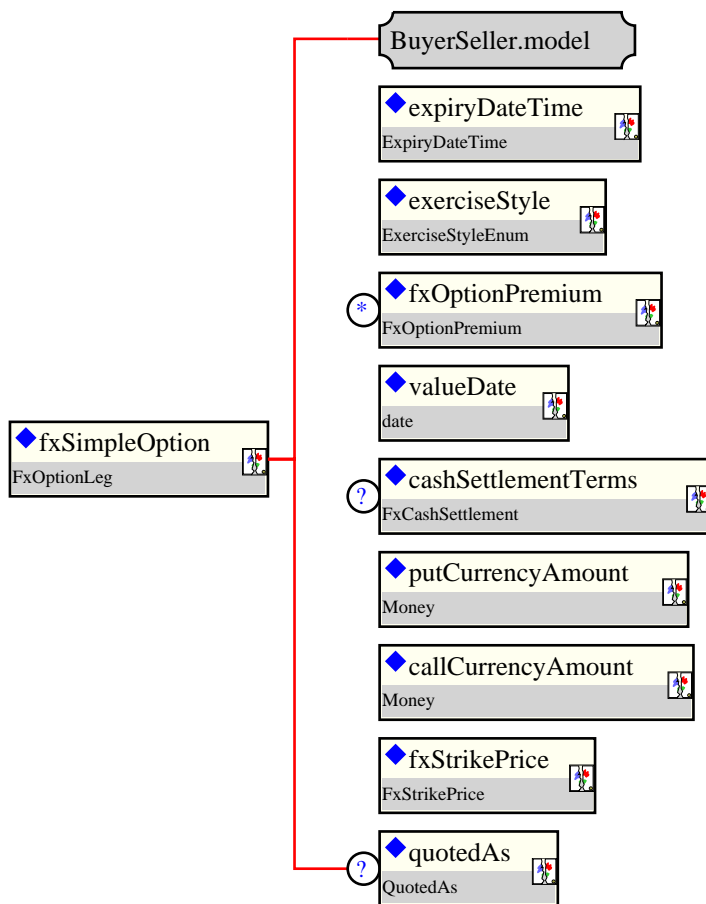 BuyerSeller.model
expiryDateTime
ExpiryDateTime
exerciseStyle
ExerciseStyleEnum
*
fxOptionPremium
FxOptionPremium
valueDate
date
fxSimpleOption
FxOptionLeg
?
cashSettlementTerms
FxCashSettlement
putCurrencyAmount
Money
callCurrencyAmount
Money
fxStrikePrice
FxStrikePrice
?
quotedAs
QuotedAs